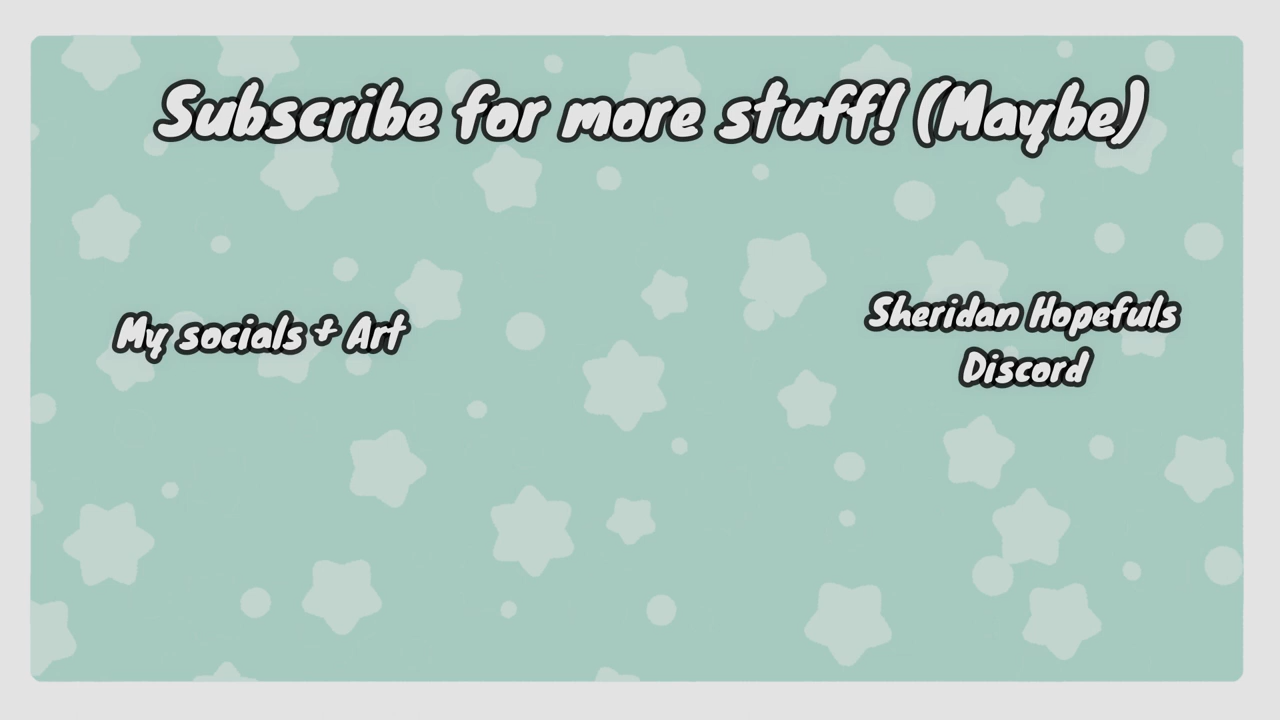 Subscribe for more stuff! (Maybe)
My socials + Art
Sheridan Hopefuls
Discord